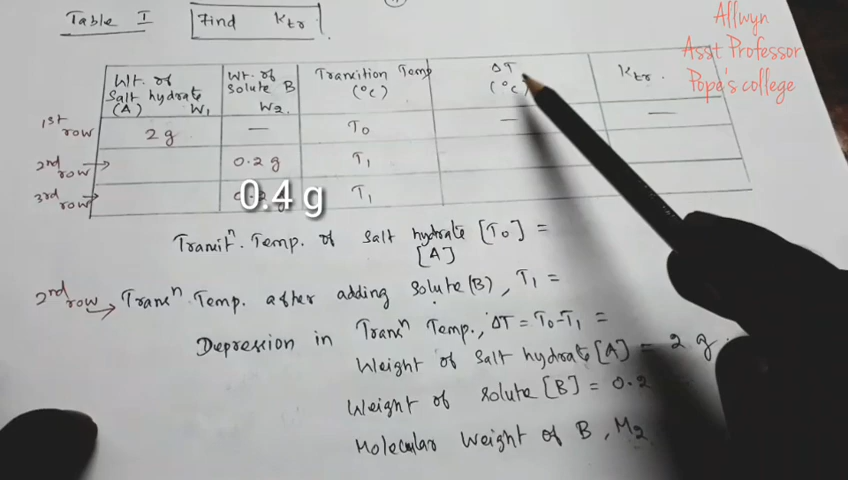 Table I
Find Ktr.
Allwyn
Asst Professor
Pope's college
Wt. of Salt hydrate (A) W1
Wt. of Solute B W2
Tranxition Temp (°C)
ΔT (°C)
Ktr.
1st row 2 g — T0 — —
2nd row → 0.2 g T1
3rd row → 0.4 g T1
Transitn. Temp. of Salt hydrate [T0] =
[A]
2nd row → Transn Temp. after adding Solute (B), T1 =
Depression in Transn Temp., ΔT = T0-T1 =
Weight of Salt hydrate [A] = 2 g.
Weight of Solute [B] = 0.2
Molecular Weight of B, M2